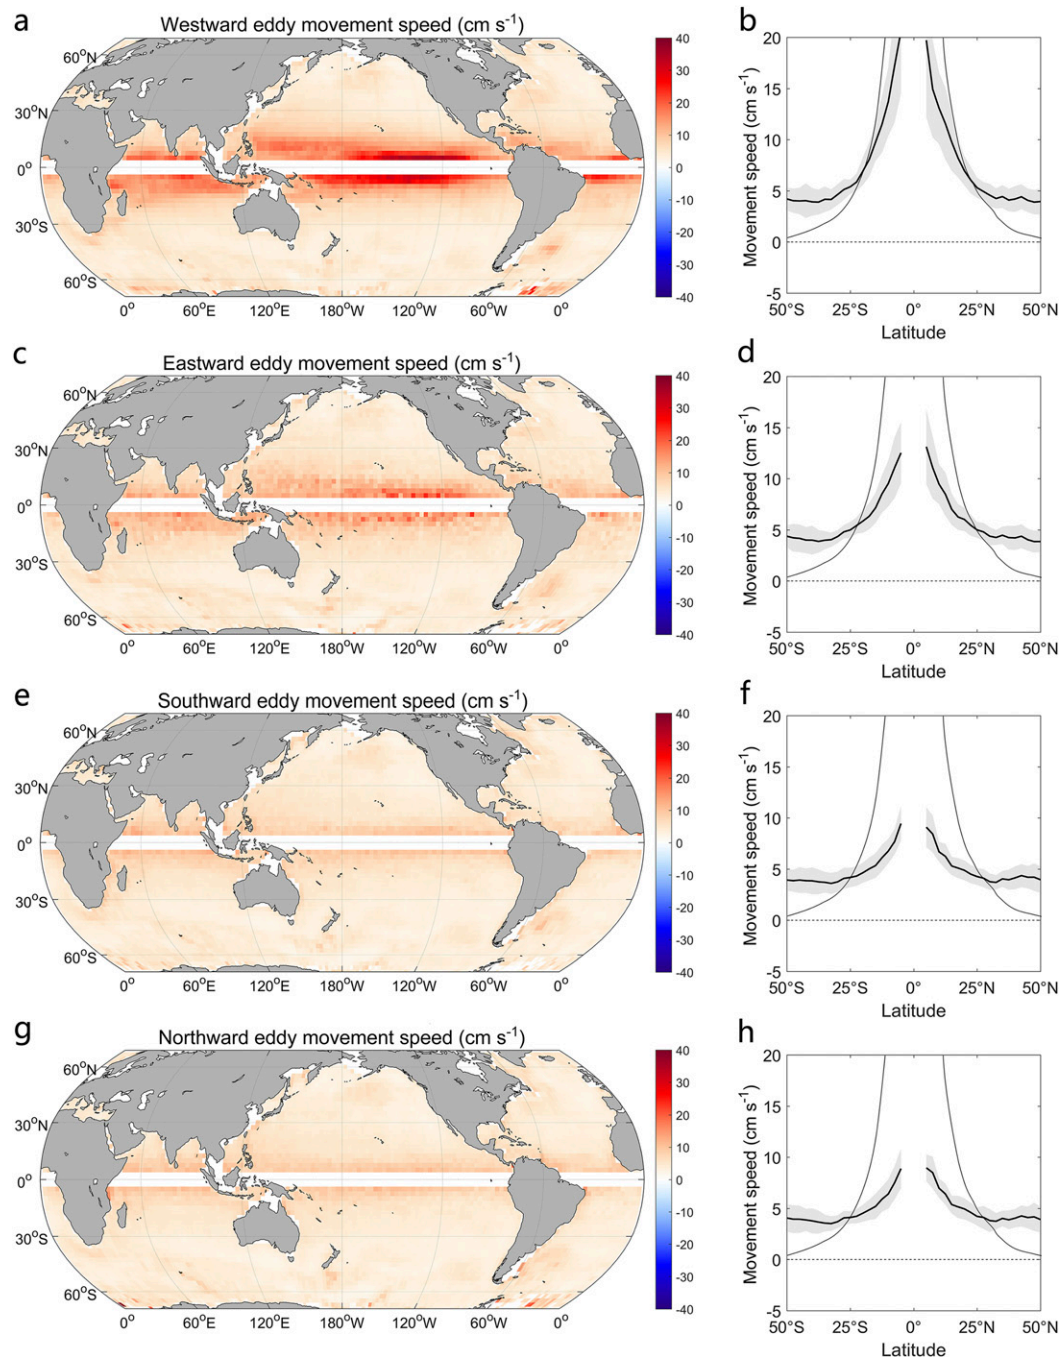 a
Westward eddy movement speed (cm s⁻¹)
60°N
30°N
0°
30°S
60°S
0° 60°E 120°E 180°W 120°W 60°W 0°
40
30
20
10
0
-10
-20
-30
-40
b
Movement speed (cm s⁻¹)
20
15
10
5
0
-5
50°S 25°S 0° 25°N 50°N
Latitude
c
Eastward eddy movement speed (cm s⁻¹)
60°N
30°N
0°
30°S
60°S
0° 60°E 120°E 180°W 120°W 60°W 0°
40
30
20
10
0
-10
-20
-30
-40
d
Movement speed (cm s⁻¹)
20
15
10
5
0
-5
50°S 25°S 0° 25°N 50°N
Latitude
e
Southward eddy movement speed (cm s⁻¹)
60°N
30°N
0°
30°S
60°S
0° 60°E 120°E 180°W 120°W 60°W 0°
40
30
20
10
0
-10
-20
-30
-40
f
Movement speed (cm s⁻¹)
20
15
10
5
0
-5
50°S 25°S 0° 25°N 50°N
Latitude
g
Northward eddy movement speed (cm s⁻¹)
60°N
30°N
0°
30°S
60°S
0° 60°E 120°E 180°W 120°W 60°W 0°
40
30
20
10
0
-10
-20
-30
-40
h
Movement speed (cm s⁻¹)
20
15
10
5
0
-5
50°S 25°S 0° 25°N 50°N
Latitude